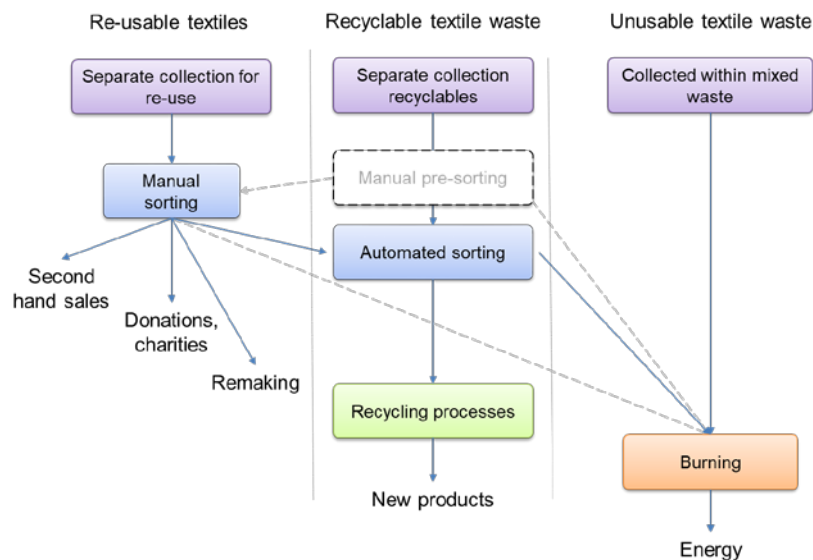 Re-usable textiles
Recyclable textile waste
Unusable textile waste
Separate collection for
re-use
Separate collection
recyclables
Collected within mixed
waste
Manual pre-sorting
Manual
sorting
Automated sorting
Second
hand sales
Donations,
charities
Remaking
Recycling processes
Burning
New products
Energy